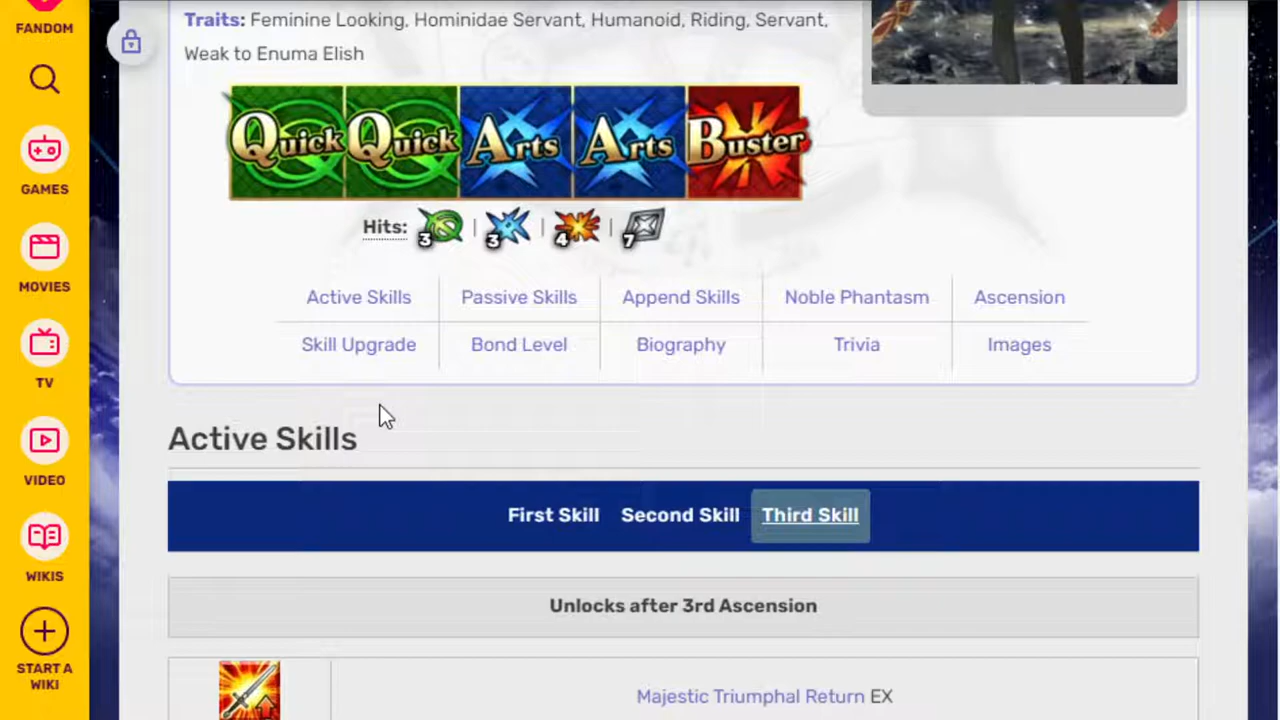 FANDOM
GAMES
MOVIES
TV
VIDEO
WIKIS
START A
WIKI
Traits: Feminine Looking, Hominidae Servant, Humanoid, Riding, Servant,
Weak to Enuma Elish
Quick Quick Arts Arts Buster
Hits: 3 | 3 | 4 | 7
Active Skills Passive Skills Append Skills Noble Phantasm Ascension
Skill Upgrade Bond Level Biography Trivia Images
Active Skills
First Skill Second Skill Third Skill
Unlocks after 3rd Ascension
Majestic Triumphal Return EX